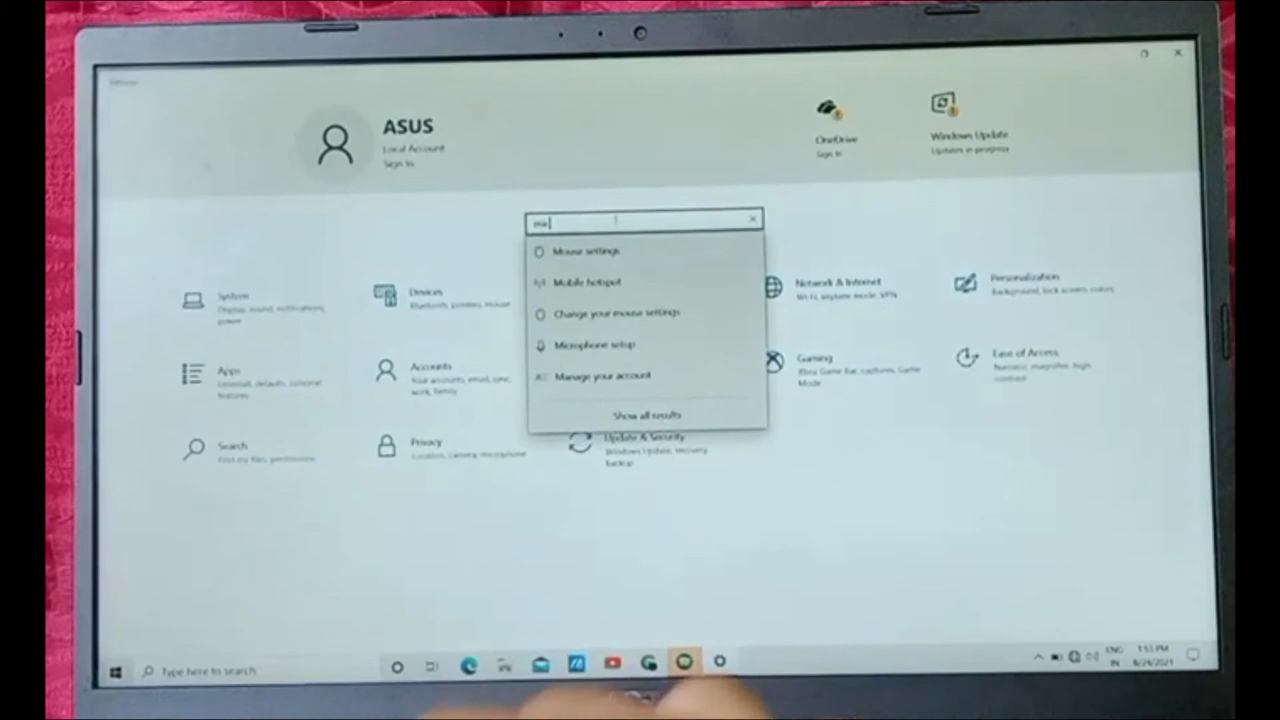 Settings
ASUS
Local Account
Sign in
OneDrive
Sign in
Windows Update
Updates in progress
Mouse settings
Mobile hotspot
Change your mouse settings
Microphone setup
Manage your account
Show all results
System
Display, sound, notifications,
power
Devices
Bluetooth, printers, mouse
Network & Internet
Wi-Fi, airplane mode, VPN
Personalization
Background, lock screen, colors
Apps
Uninstall, defaults, optional
features
Accounts
Your accounts, email, sync,
work, family
Gaming
Xbox Game Bar, captures, Game
Mode
Ease of Access
Narrator, magnifier, high
contrast
Search
Find my files, permissions
Privacy
Location, camera, microphone
Update & Security
Windows Update, recovery,
backup
Type here to search
ENG
IN
1:53 PM
8/24/2021